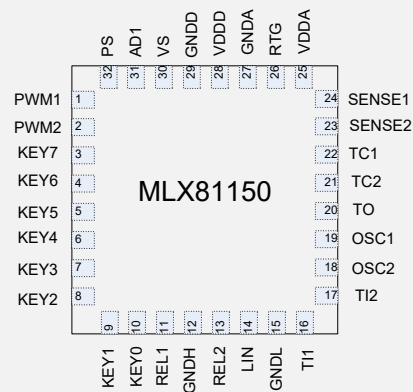 PS AD1 VS GNDD VDDD GNDA RTG VDDA
32 31 30 29 28 27 26 25
PWM1 1
PWM2 2
KEY7 3
KEY6 4
KEY5 5
KEY4 6
KEY3 7
KEY2 8
MLX81150
24 SENSE1
23 SENSE2
22 TC1
21 TC2
20 TO
19 OSC1
18 OSC2
17 TI2
9 10 11 12 13 14 15 16
KEY1 KEY0 REL1 GNDH REL2 LIN GNDL TI1